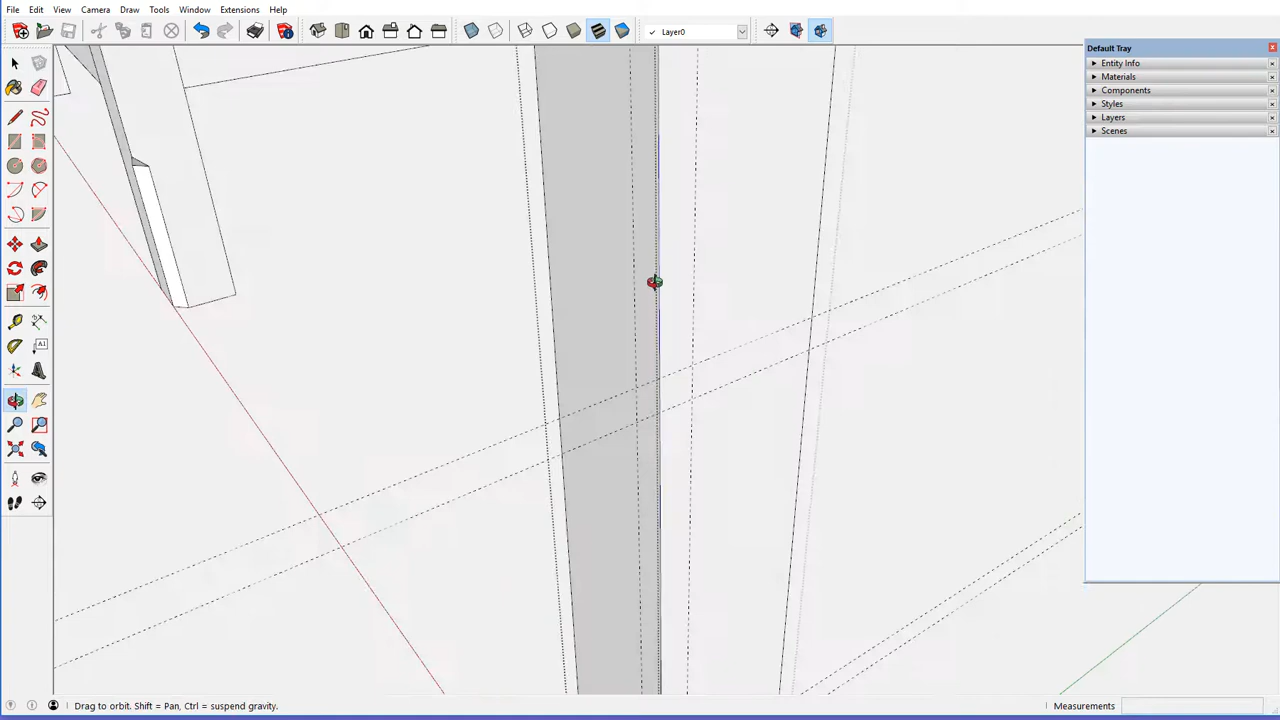 File Edit View Camera Draw Tools Window Extensions Help
Layer0
Default Tray
Entity Info
Materials
Components
Styles
Layers
Scenes
A1
Drag to orbit. Shift = Pan, Ctrl = suspend gravity.
Measurements